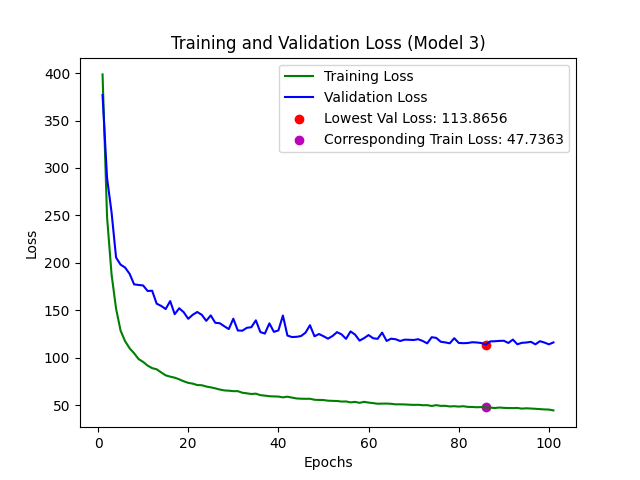 Training and Validation Loss (Model 3)
Training Loss
Validation Loss
Lowest Val Loss: 113.8656
Corresponding Train Loss: 47.7363
400
350
300
250
200
150
100
50
Loss
0 20 40 60 80 100
Epochs